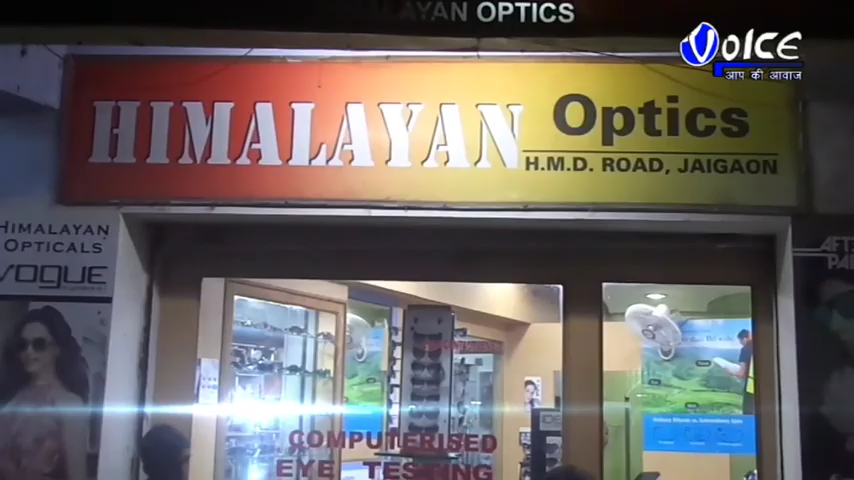 HIMALAYAN OPTICS
VOICE
आप की आवाज
HIMALAYAN Optics
H.M.D. ROAD, JAIGAON
HIMALAYAN
OPTICALS
VOGUE
COMPUTERISED
EYE TESTING